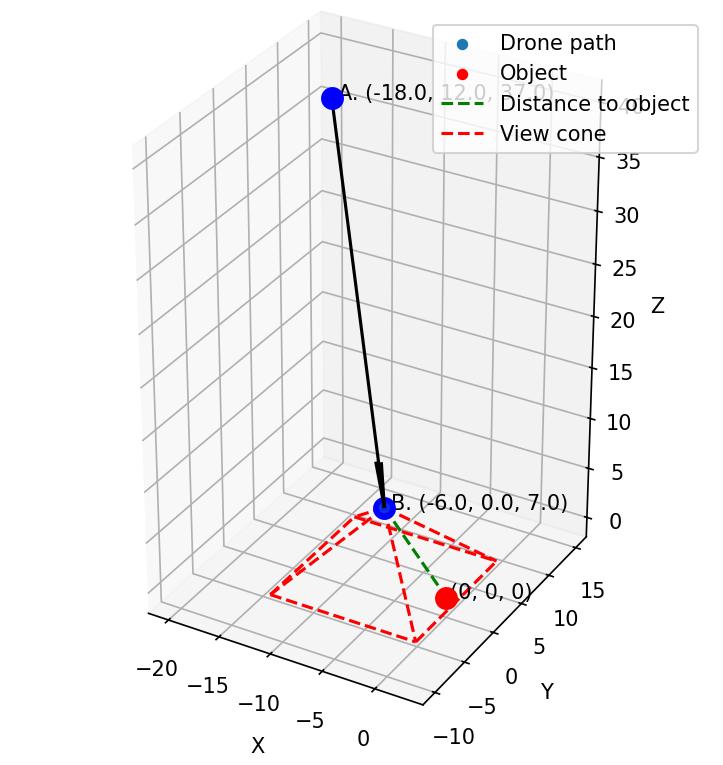 Drone path
Object
Distance to object
View cone
A. (-18.0, 12.0, 37.0)
40
35
30
25
20
15
10
5
0
Z
B. (-6.0, 0.0, 7.0)
(0, 0, 0)
15
10
5
0
−5
−10
Y
−20
−15
−10
−5
0
X